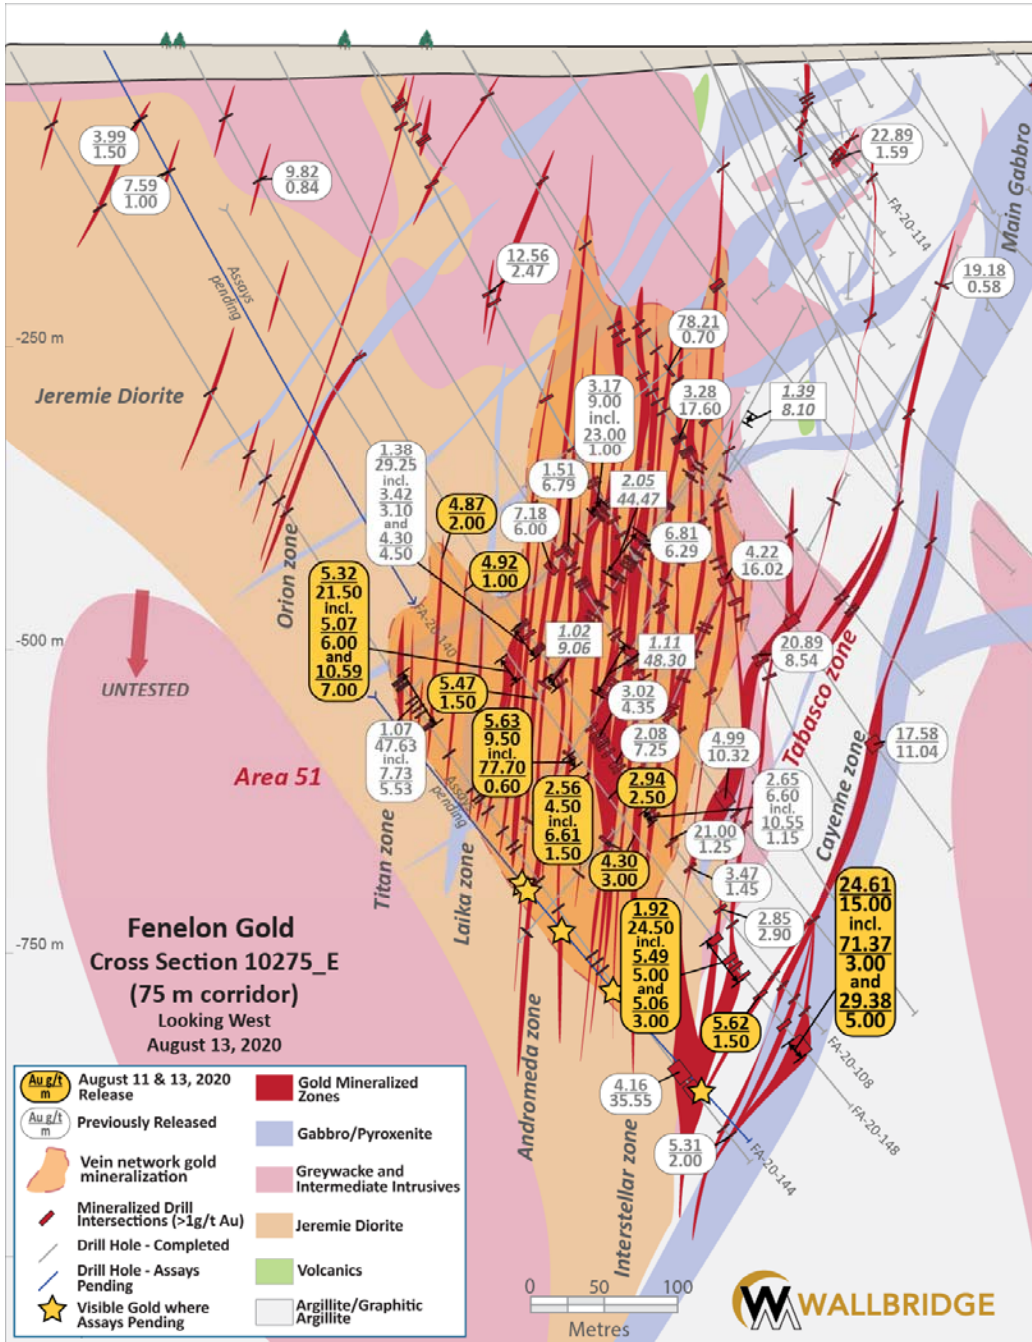 3.99
1.50
7.59
1.00
9.82
0.84
22.89
1.59
FA-20-114
Main Gabbro
19.18
0.58
12.56
2.47
Assays
pending
-250 m
78.21
0.70
Jeremie Diorite
3.17
9.00
incl.
23.00
1.00
3.28
17.60
1.39
8.10
1.38
29.25
incl.
3.42
3.10
and
4.30
4.50
1.51
6.79
2.05
44.47
4.87
2.00
7.18
6.00
6.81
6.29
4.22
16.02
4.92
1.00
Orion zone
5.32
21.50
incl.
5.07
6.00
and
10.59
7.00
FA-20-140
-500 m
1.02
9.06
1.11
48.30
20.89
8.54
UNTESTED
5.47
1.50
3.02
4.35
Tabasco zone
1.07
47.63
incl.
7.73
5.53
5.63
9.50
incl.
77.70
0.60
2.08
7.25
4.99
10.32
17.58
11.04
Area 51
Assays
pending
2.56
4.50
incl.
6.61
1.50
2.94
2.50
2.65
6.60
incl.
10.55
1.15
Cayenne zone
Titan zone
21.00
1.25
4.30
3.00
3.47
1.45
Laika zone
24.61
15.00
incl.
71.37
3.00
and
29.38
5.00
1.92
24.50
incl.
5.49
5.00
and
5.06
3.00
2.85
2.90
-750 m
Fenelon Gold
Cross Section 10275_E
(75 m corridor)
Looking West
August 13, 2020
Andromeda zone
5.62
1.50
FA-20-108
4.16
35.55
FA-20-148
Interstellar zone
5.31
2.00
FA-20-144
Au g/t
m
August 11 & 13, 2020
Release
Au g/t
m
Previously Released
Vein network gold
mineralization
Mineralized Drill
Intersections (>1g/t Au)
Drill Hole - Completed
Drill Hole - Assays
Pending
Visible Gold where
Assays Pending
Gold Mineralized
Zones
Gabbro/Pyroxenite
Greywacke and
Intermediate Intrusives
Jeremie Diorite
Volcanics
Argillite/Graphitic
Argillite
0 50 100
Metres
WALLBRIDGE